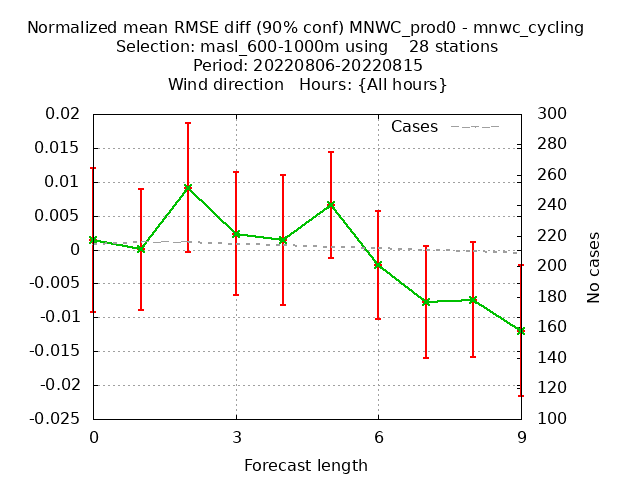 Normalized mean RMSE diff (90% conf) MNWC_prod0 - mnwc_cycling
Selection: masl_600-1000m using    28 stations
Period: 20220806-20220815
Wind direction   Hours: {All hours}
Cases
0.02
0.015
0.01
0.005
0
-0.005
-0.01
-0.015
-0.02
-0.025
300
280
260
240
220
200
180
160
140
120
100
No cases
0 3 6 9
Forecast length